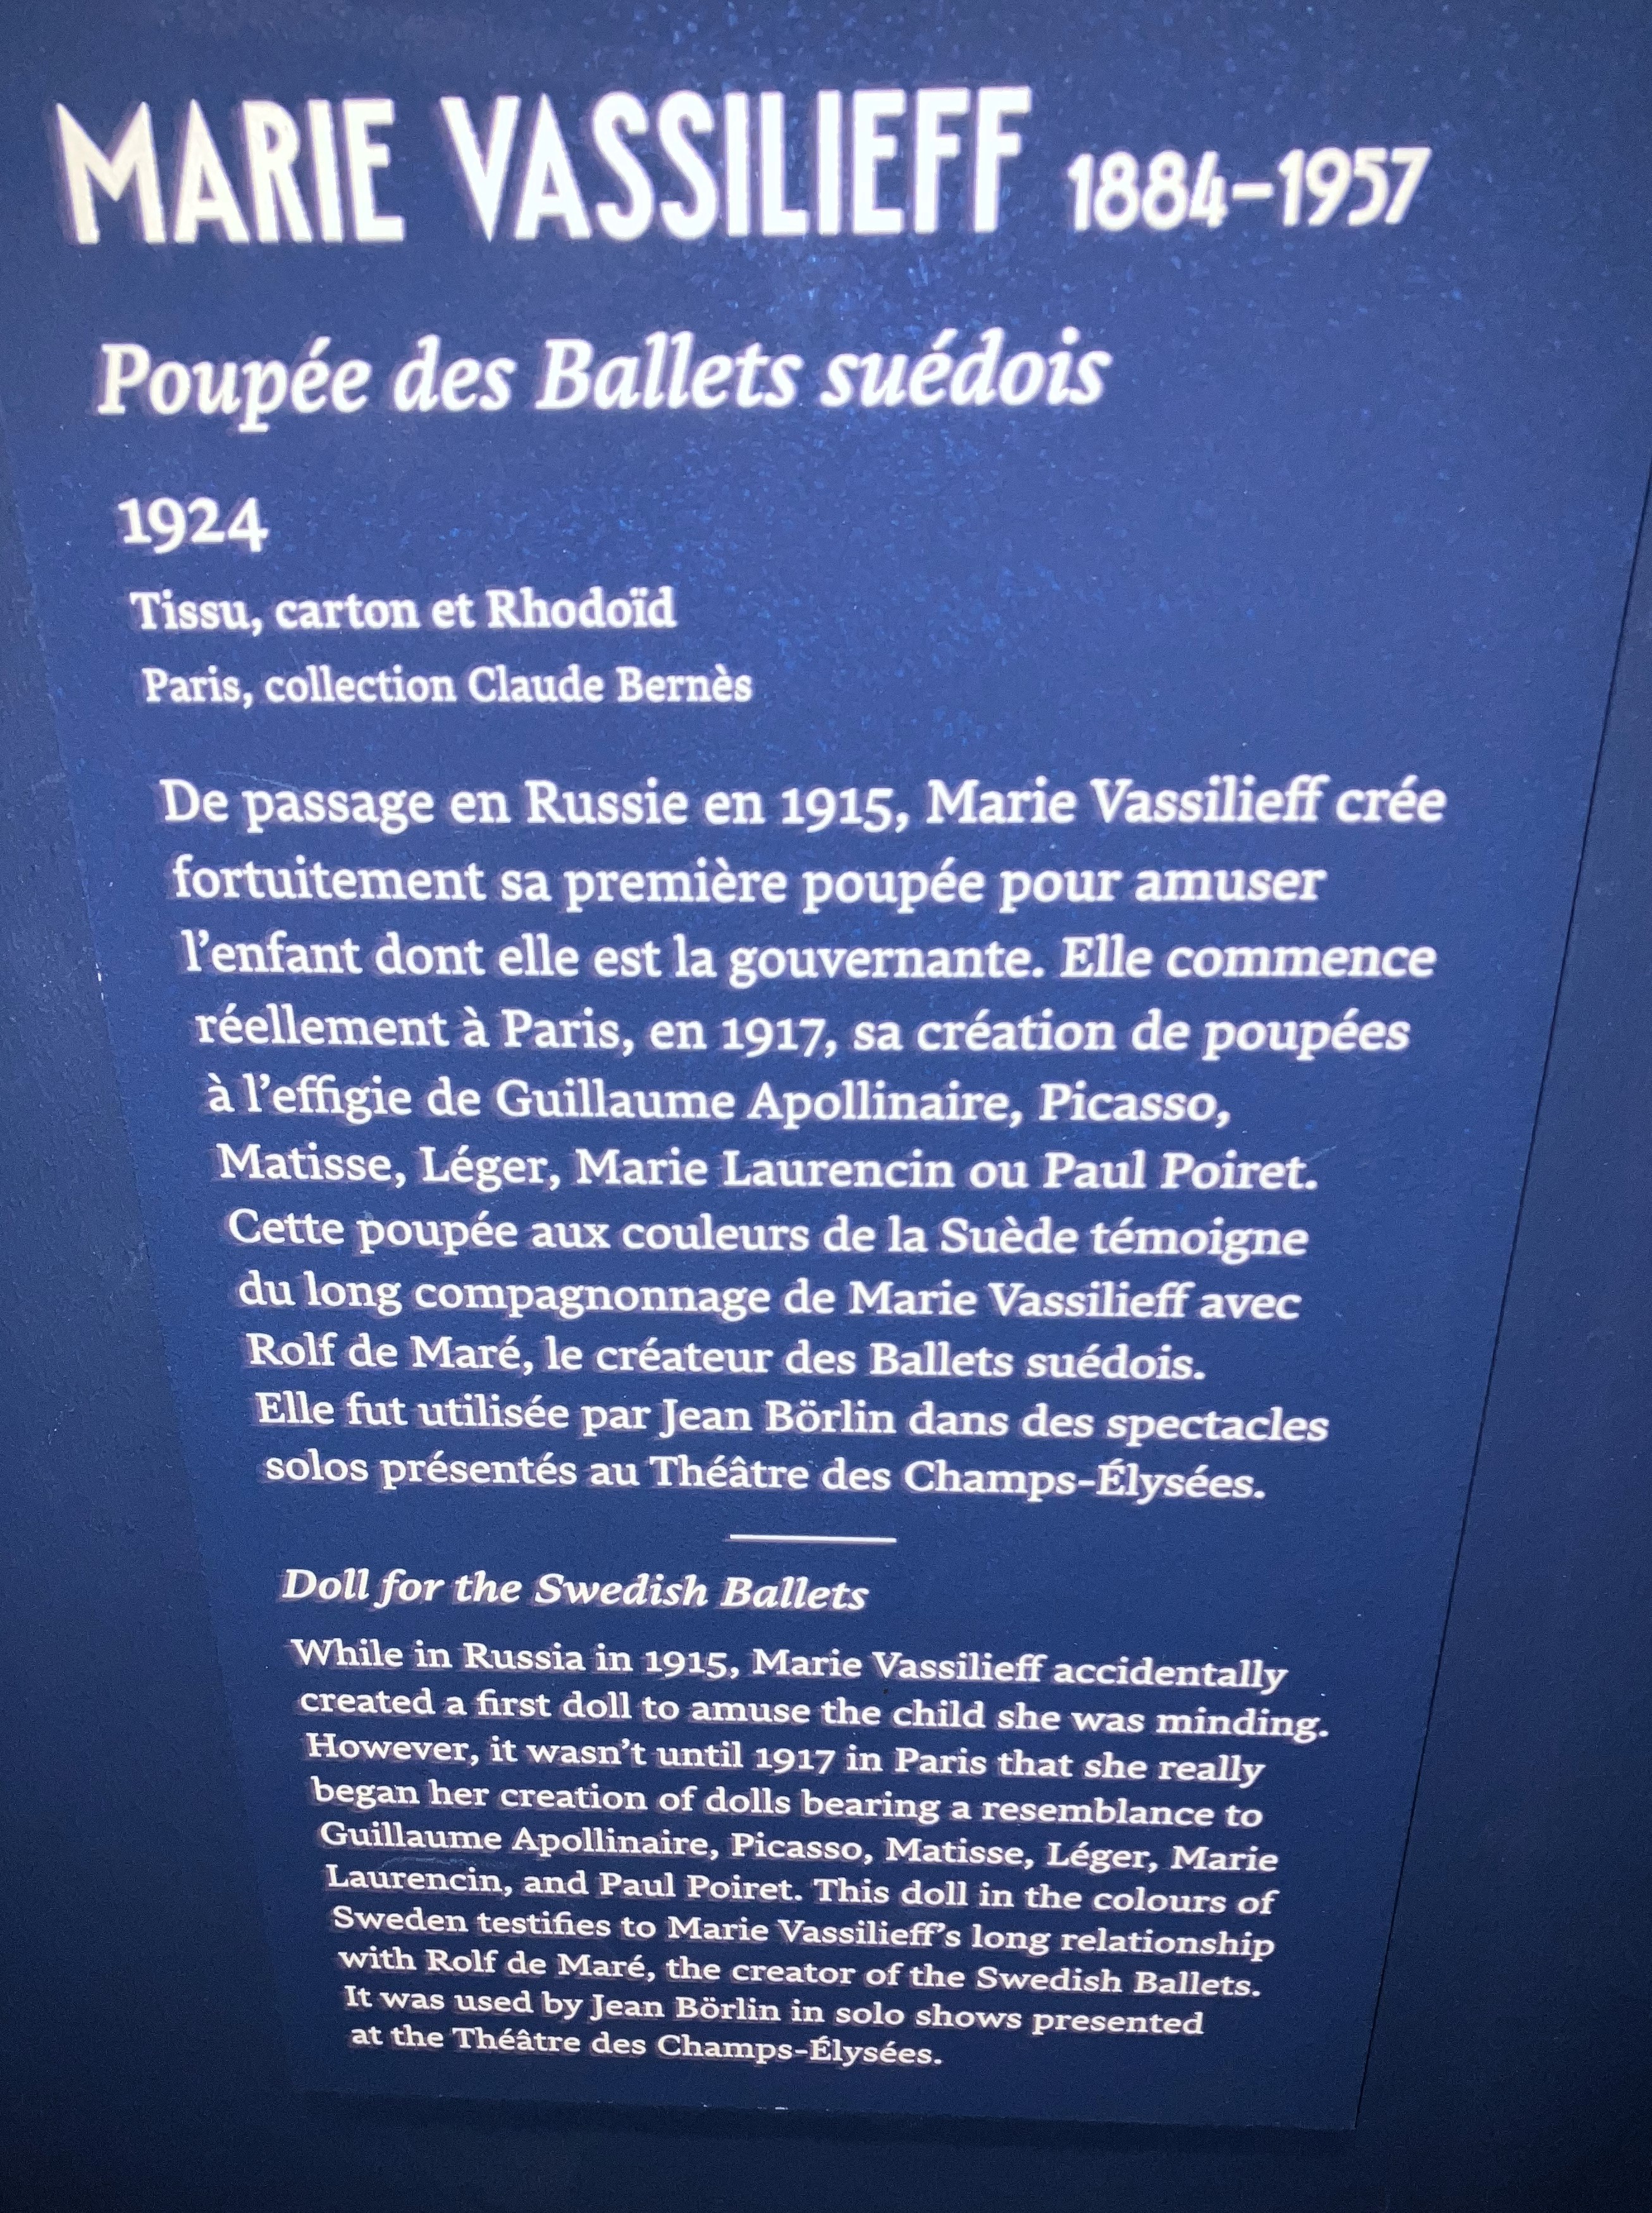 MARIE VASSILIEFF 1884–1957
Poupée des Ballets suédois
1924
Tissu, carton et Rhodoïd
Paris, collection Claude Bernès
De passage en Russie en 1915, Marie Vassilieff crée
fortuitement sa première poupée pour amuser
l’enfant dont elle est la gouvernante. Elle commence
réellement à Paris, en 1917, sa création de poupées
à l’effigie de Guillaume Apollinaire, Picasso,
Matisse, Léger, Marie Laurencin ou Paul Poiret.
Cette poupée aux couleurs de la Suède témoigne
du long compagnonnage de Marie Vassilieff avec
Rolf de Maré, le créateur des Ballets suédois.
Elle fut utilisée par Jean Börlin dans des spectacles
solos présentés au Théâtre des Champs-Élysées.
Doll for the Swedish Ballets
While in Russia in 1915, Marie Vassilieff accidentally
created a first doll to amuse the child she was minding.
However, it wasn’t until 1917 in Paris that she really
began her creation of dolls bearing a resemblance to
Guillaume Apollinaire, Picasso, Matisse, Léger, Marie
Laurencin, and Paul Poiret. This doll in the colours of
Sweden testifies to Marie Vassilieff’s long relationship
with Rolf de Maré, the creator of the Swedish Ballets.
It was used by Jean Börlin in solo shows presented
at the Théâtre des Champs-Élysées.